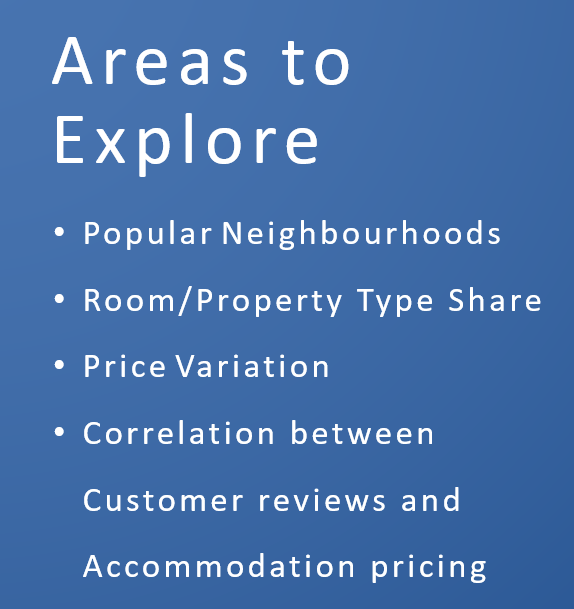 Areas to
Explore
• Popular Neighbourhoods
• Room/Property Type Share
• Price Variation
• Correlation between
Customer reviews and
Accommodation pricing